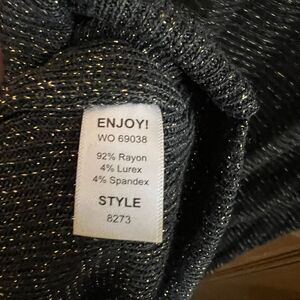 ENJOY!
WO 69038
92% Rayon
4% Lurex
4% Spandex
STYLE
8273